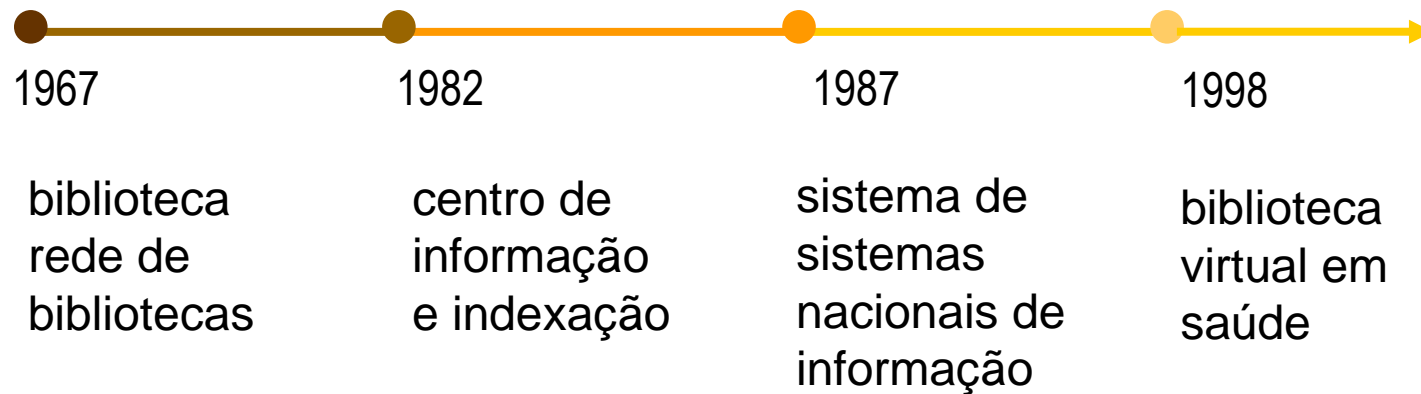 1967
biblioteca
rede de
bibliotecas
1982
centro de
informação
e indexação
1987
sistema de
sistemas
nacionais de
informação
1998
biblioteca
virtual em
saúde